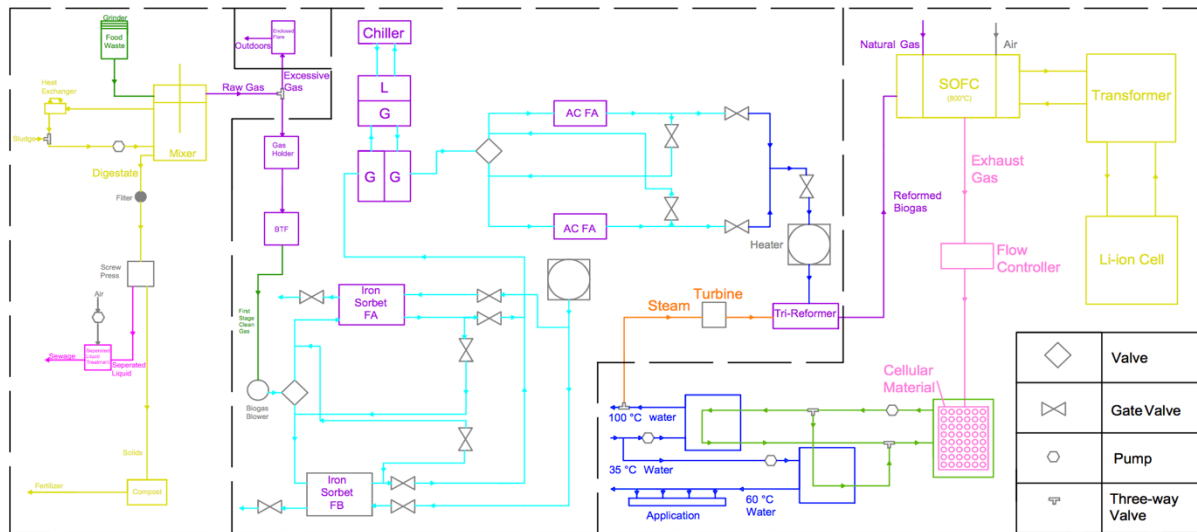 Grinder
Food
Waste
Heat
Exchanger
Sludge
Mixer
Digestate
Filter
Screw
Press
Air
Seperated
Liquid
Treatment
Sewage
Seperated
Liquid
Solids
Fertilizer
Compost
Raw Gas
Outdoors
Enclosed Flare
Excessive
Gas
Gas
Holder
BTF
First
Stage
Clean
Gas
Biogas
Blower
Chiller
L
G
G
G
Iron
Sorbet
FA
Iron
Sorbet
FB
AC FA
AC FA
Heater
Steam
Turbine
Tri-Reformer
100 °C water
35 °C Water
60 °C
Water
Application
Natural Gas
Air
SOFC
(800°C)
Transformer
Reformed
Biogas
Exhaust
Gas
Flow
Controller
Li-ion Cell
Cellular
Material
Valve
Gate Valve
Pump
Three-way
Valve